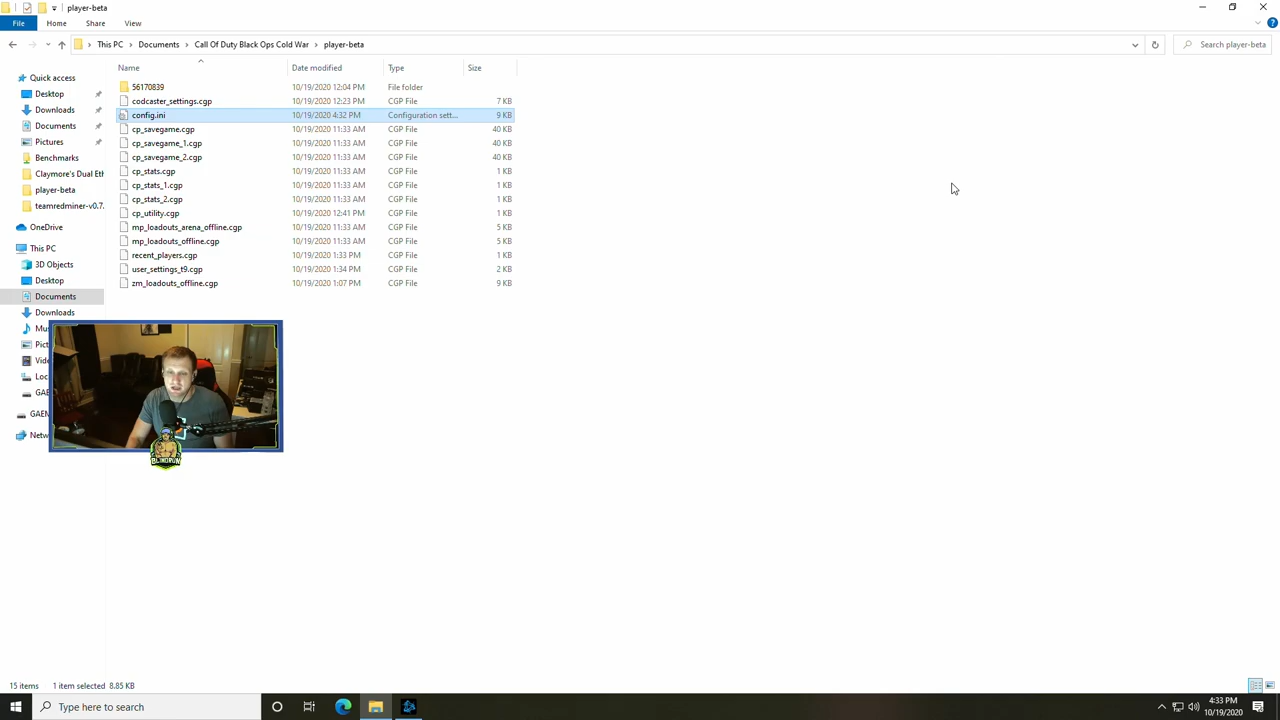 player-beta
File
Home
Share
View
This PC
Documents
Call Of Duty Black Ops Cold War
player-beta
Search player-beta
Name
Date modified
Type
Size
Quick access
Desktop
Downloads
Documents
Pictures
Benchmarks
Claymore's Dual Eth
player-beta
teamredminer-v0.7.
OneDrive
This PC
3D Objects
Desktop
Documents
Downloads
Mu
Pict
Vide
Loc
GAE
GAEM
Netw
56170839 10/19/2020 12:04 PM File folder
codcaster_settings.cgp 10/19/2020 12:23 PM CGP File 7 KB
config.ini 10/19/2020 4:32 PM Configuration sett... 9 KB
cp_savegame.cgp 10/19/2020 11:33 AM CGP File 40 KB
cp_savegame_1.cgp 10/19/2020 11:33 AM CGP File 40 KB
cp_savegame_2.cgp 10/19/2020 11:33 AM CGP File 40 KB
cp_stats.cgp 10/19/2020 11:33 AM CGP File 1 KB
cp_stats_1.cgp 10/19/2020 11:33 AM CGP File 1 KB
cp_stats_2.cgp 10/19/2020 11:33 AM CGP File 1 KB
cp_utility.cgp 10/19/2020 12:41 PM CGP File 1 KB
mp_loadouts_arena_offline.cgp 10/19/2020 11:33 AM CGP File 5 KB
mp_loadouts_offline.cgp 10/19/2020 11:33 AM CGP File 5 KB
recent_players.cgp 10/19/2020 1:33 PM CGP File 1 KB
user_settings_t9.cgp 10/19/2020 1:34 PM CGP File 2 KB
zm_loadouts_offline.cgp 10/19/2020 1:07 PM CGP File 9 KB
BLINDRUN
15 items 1 item selected 8.85 KB
Type here to search
4:33 PM
10/19/2020